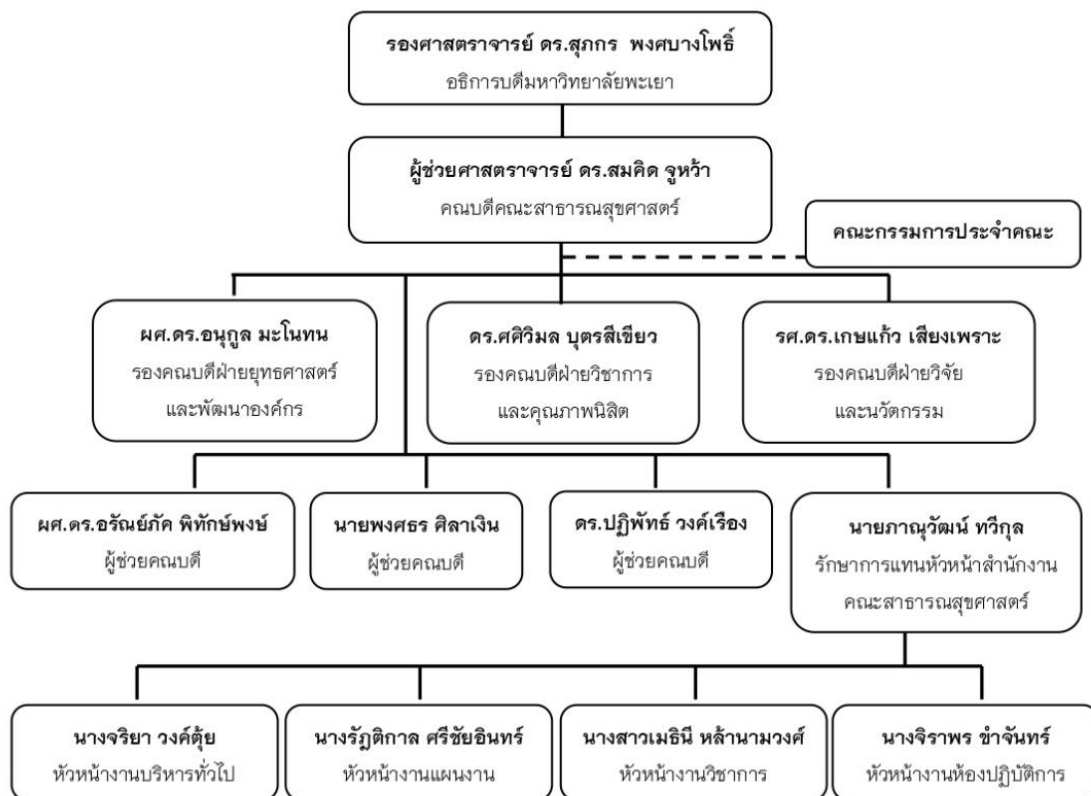 รองศาสตราจารย์ ดร.สุภกร พงศบางโพธิ์
อธิการบดีมหาวิทยาลัยพะเยา
ผู้ช่วยศาสตราจารย์ ดร.สมคิด จูหว้า
คณบดีคณะสาธารณสุขศาสตร์
คณะกรรมการประจำคณะ
ผศ.ดร.อนุกูล มะโนทน
รองคณบดีฝ่ายยุทธศาสตร์
และพัฒนาองค์กร
ดร.ศศิวิมล บุตรสีเขียว
รองคณบดีฝ่ายวิชาการ
และคุณภาพนิสิต
รศ.ดร.เกษแก้ว เสียงเพราะ
รองคณบดีฝ่ายวิจัย
และนวัตกรรม
ผศ.ดร.อรัณย์ภัค พิทักษ์พงษ์
ผู้ช่วยคณบดี
นายพงศธร ศิลาเงิน
ผู้ช่วยคณบดี
ดร.ปฏิพัทธ์ วงค์เรือง
ผู้ช่วยคณบดี
นายภาณุวัฒน์ ทวีกุล
รักษาการแทนหัวหน้าสำนักงาน
คณะสาธารณสุขศาสตร์
นางจริยา วงค์ตุ้ย
หัวหน้างานบริหารทั่วไป
นางรัฎติกาล ศรีชัยอินทร์
หัวหน้างานแผนงาน
นางสาวเมธินี หล้านามวงศ์
หัวหน้างานวิชาการ
นางจิราพร ขำจันทร์
หัวหน้างานห้องปฏิบัติการ